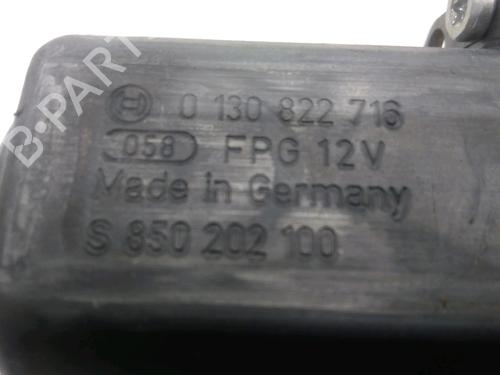 0 130 822 716
058 FPG 12V
Made in Germany
S 850 202 100
B-PARTS